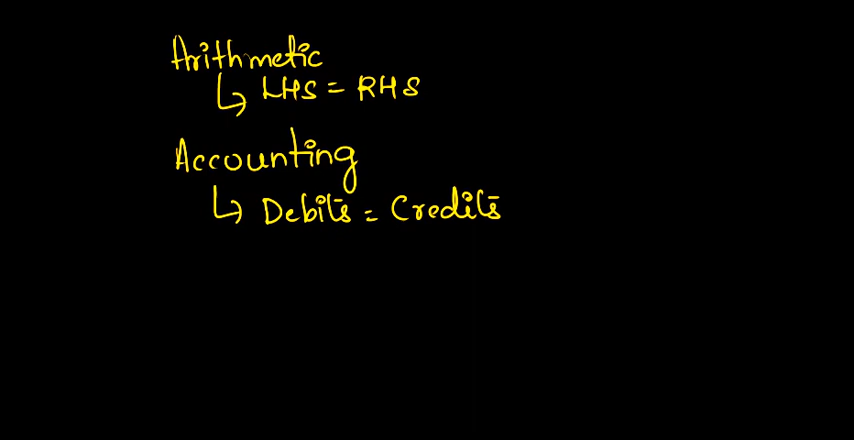 Arithmetic
↳ LHS = RHS
Accounting
↳ Debits = Credits